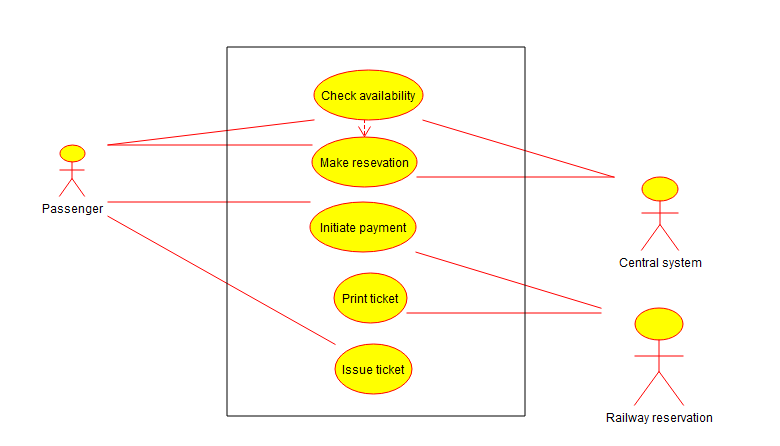 Check availability
Make resevation
Passenger
Initiate payment
Central system
Print ticket
Issue ticket
Railway reservation